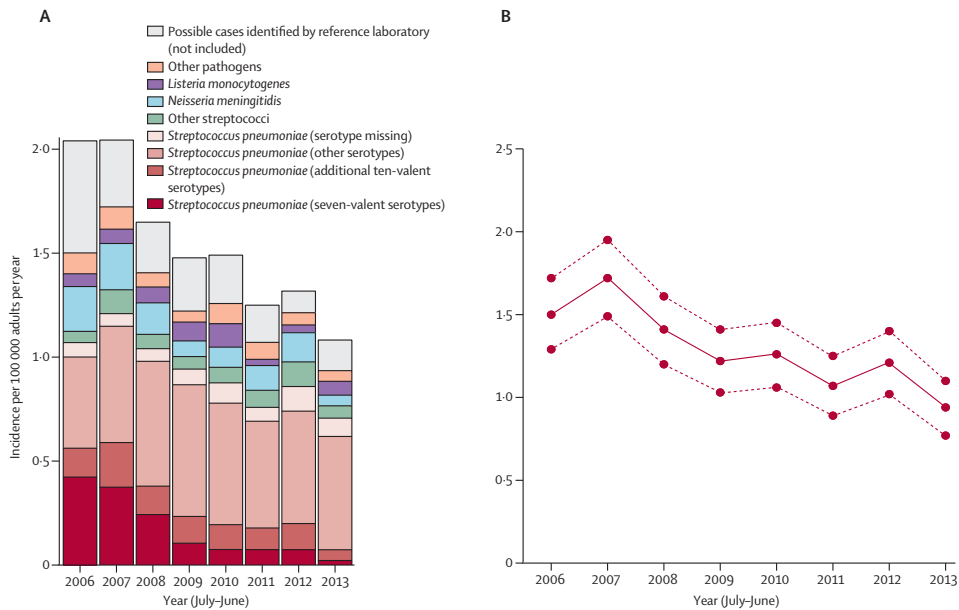 A
Possible cases identified by reference laboratory
(not included)
Other pathogens
Listeria monocytogenes
Neisseria meningitidis
Other streptococci
Streptococcus pneumoniae (serotype missing)
Streptococcus pneumoniae (other serotypes)
Streptococcus pneumoniae (additional ten-valent
serotypes)
Streptococcus pneumoniae (seven-valent serotypes)
Incidence per 100 000 adults per year
2·0
1·5
1·0
0·5
0
2006 2007 2008 2009 2010 2011 2012 2013
Year (July–June)
B
2·5
2·0
1·5
1·0
0·5
0
2006 2007 2008 2009 2010 2011 2012 2013
Year (July–June)